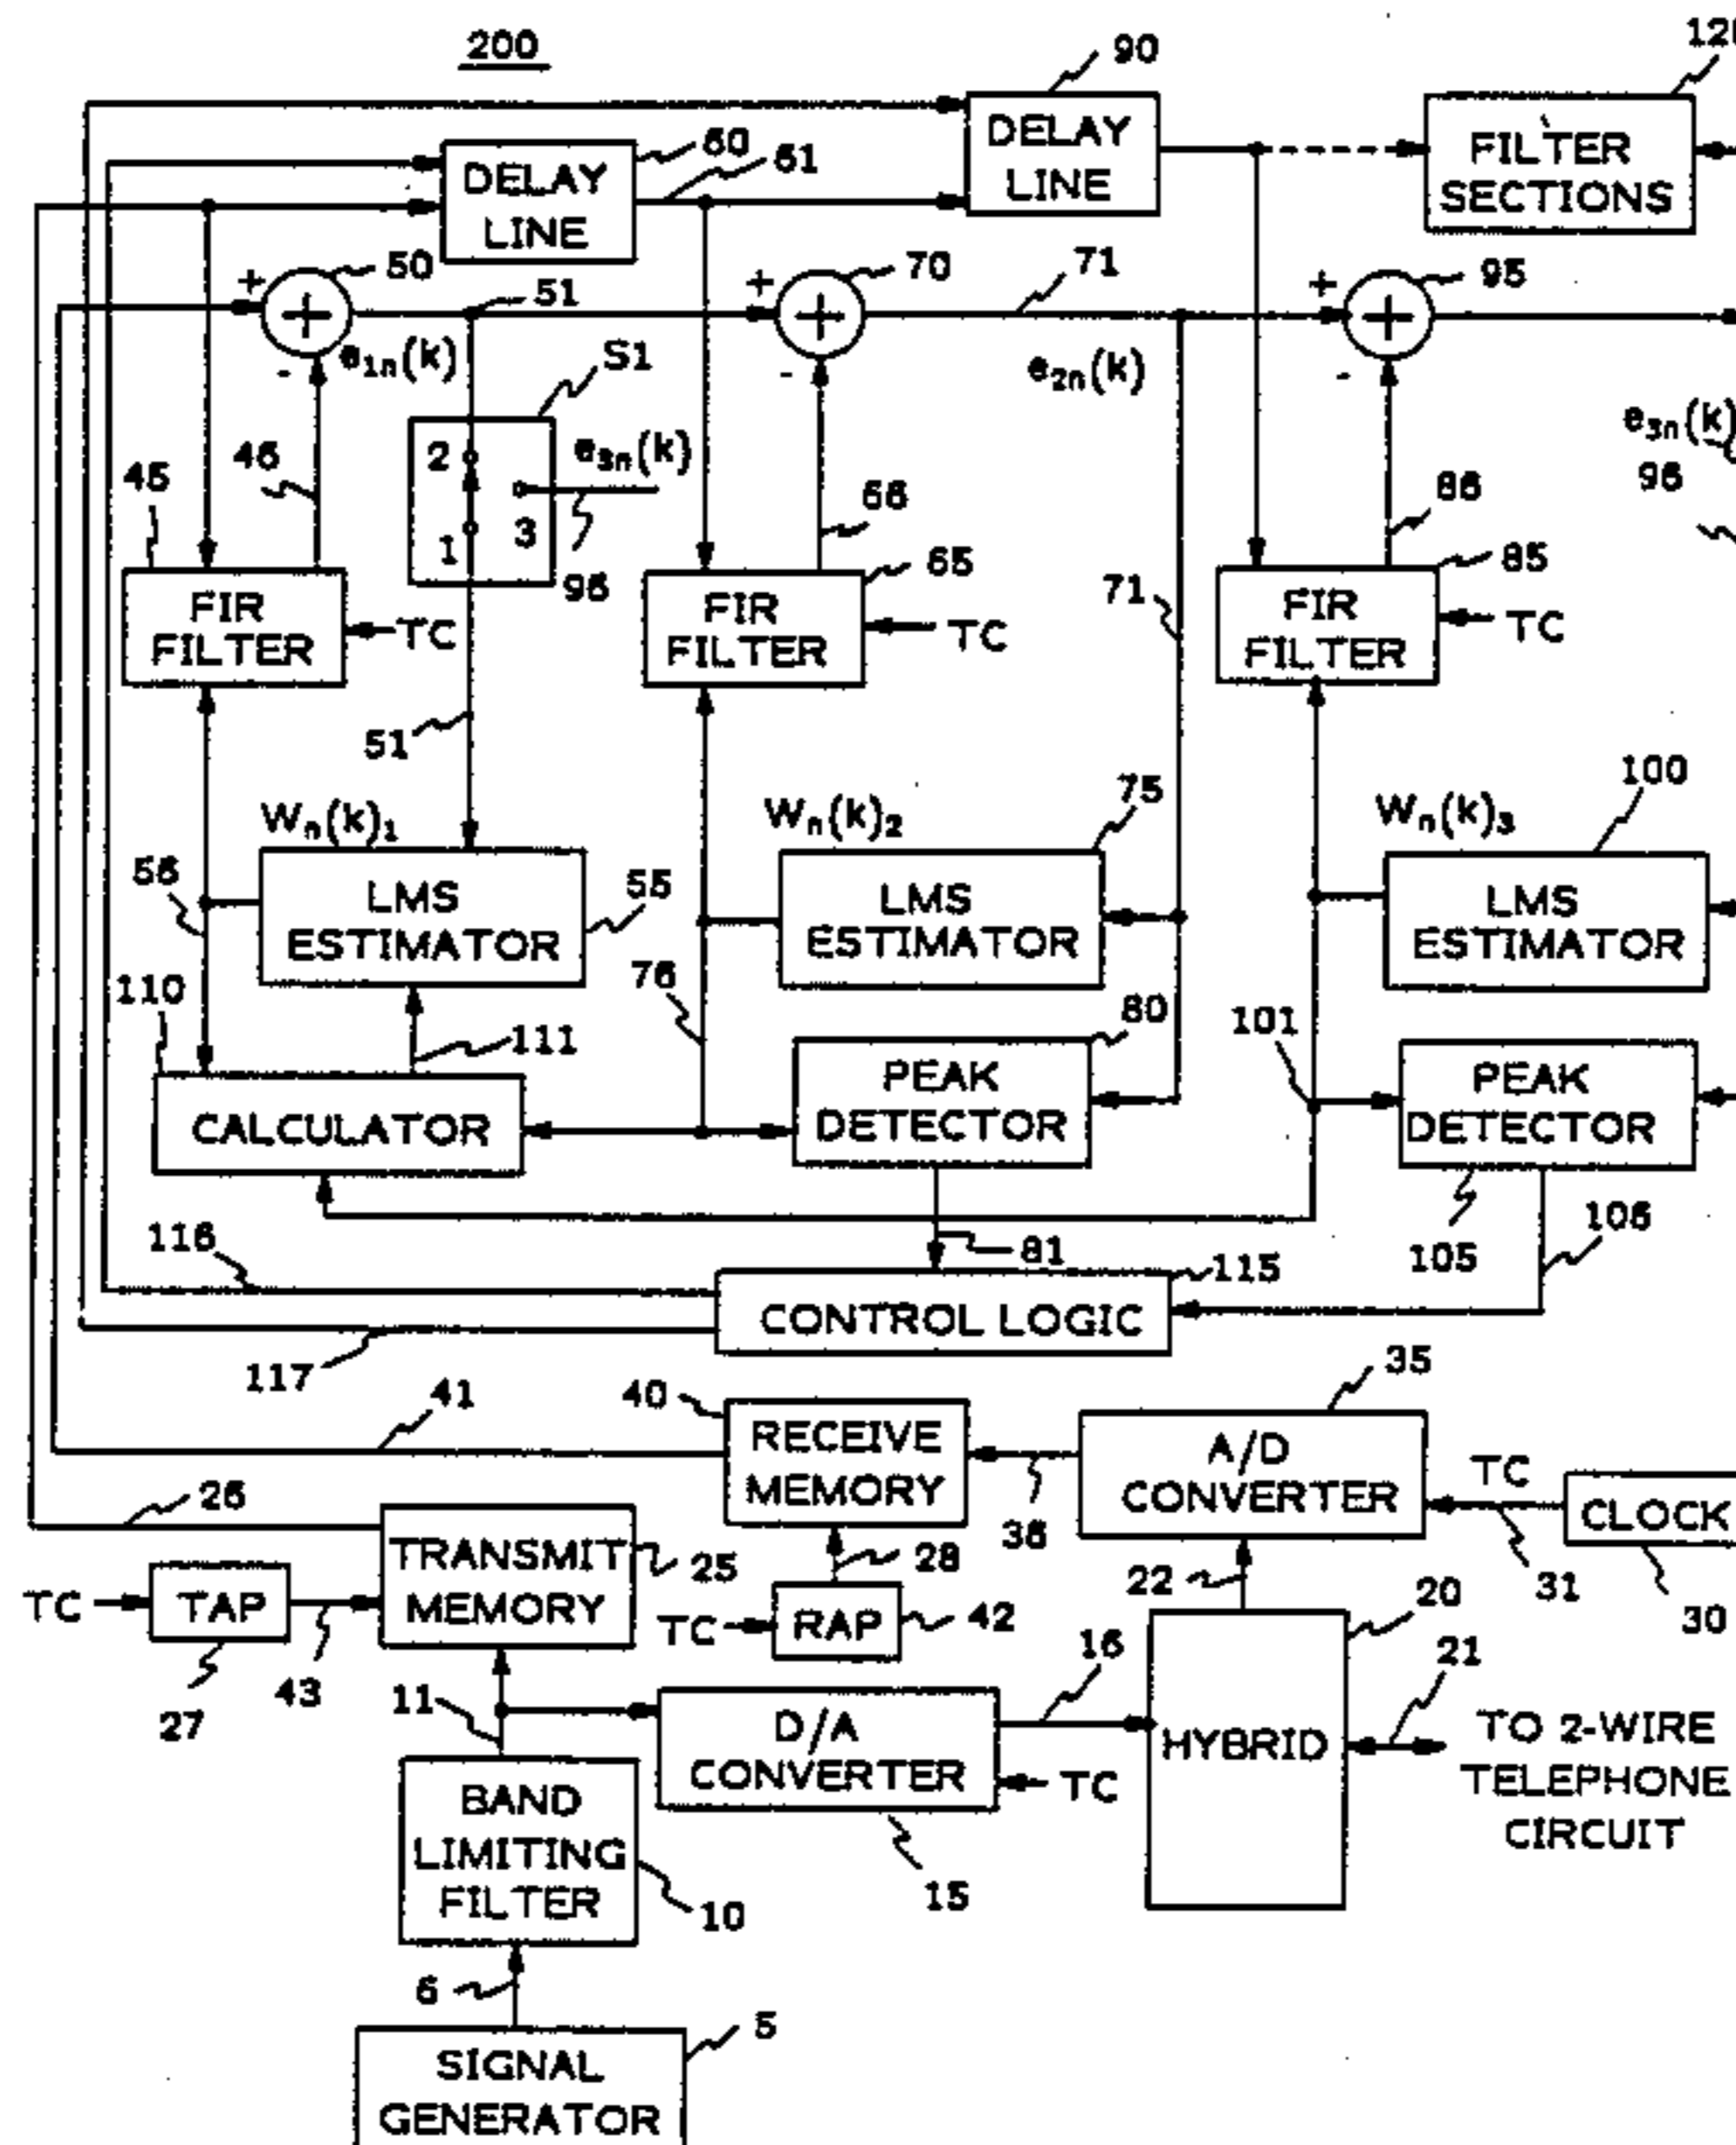 200
90
DELAY
LINE
60
DELAY
LINE
61
FILTER
SECTIONS
+
50
+
51
e1n(k)
-
+
70
+
71
e2n(k)
-
+
95
+
-
e3n(k)
96
S1
2
1
3
e3n(k)
96
45
46
FIR
FILTER
TC
51
66
65
FIR
FILTER
TC
71
86
85
FIR
FILTER
TC
Wn(k)1
56
LMS
ESTIMATOR
55
Wn(k)2
75
LMS
ESTIMATOR
76
Wn(k)3
100
LMS
ESTIMATOR
110
111
CALCULATOR
80
PEAK
DETECTOR
101
PEAK
DETECTOR
105
106
81
116
117
115
CONTROL LOGIC
41
40
RECEIVE
MEMORY
36
35
A/D
CONVERTER
TC
31
CLOCK
30
26
TRANSMIT
MEMORY
25
TC
TAP
27
43
28
TC
RAP
42
22
20
HYBRID
21
TO 2-WIRE
TELEPHONE
CIRCUIT
11
D/A
CONVERTER
16
TC
15
BAND
LIMITING
FILTER
10
6
5
SIGNAL
GENERATOR